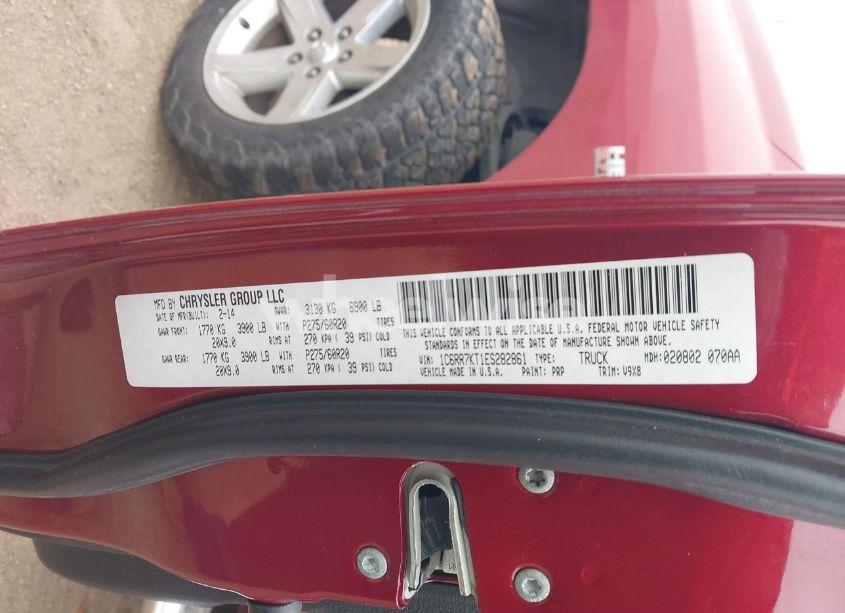 MFD BY CHRYSLER GROUP LLC
DATE OF MFR(BUILT): 2-14 GVWR: 3130 KG 6900 LB
GAWR FRONT: 1770 KG 3900 LB WITH P275/60R20 TIRES
20X9.0 RIMS AT 270 KPA ( 39 PSI) COLD
GAWR REAR: 1770 KG 3900 LB WITH P275/60R20 TIRES
20X9.0 RIMS AT 270 KPA ( 39 PSI) COLD
THIS VEHICLE CONFORMS TO ALL APPLICABLE U.S.A. FEDERAL MOTOR VEHICLE SAFETY
STANDARDS IN EFFECT ON THE DATE OF MANUFACTURE SHOWN ABOVE.
VIN: 1C6RR7KT1ES282861 TYPE: TRUCK MDH: 020802 070AA
VEHICLE MADE IN U.S.A. PAINT: PRP TRIM: V9X8